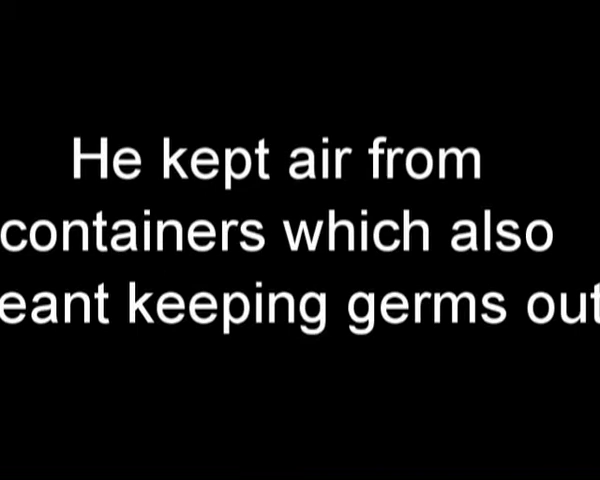 He kept air from
containers which also
eant keeping germs out